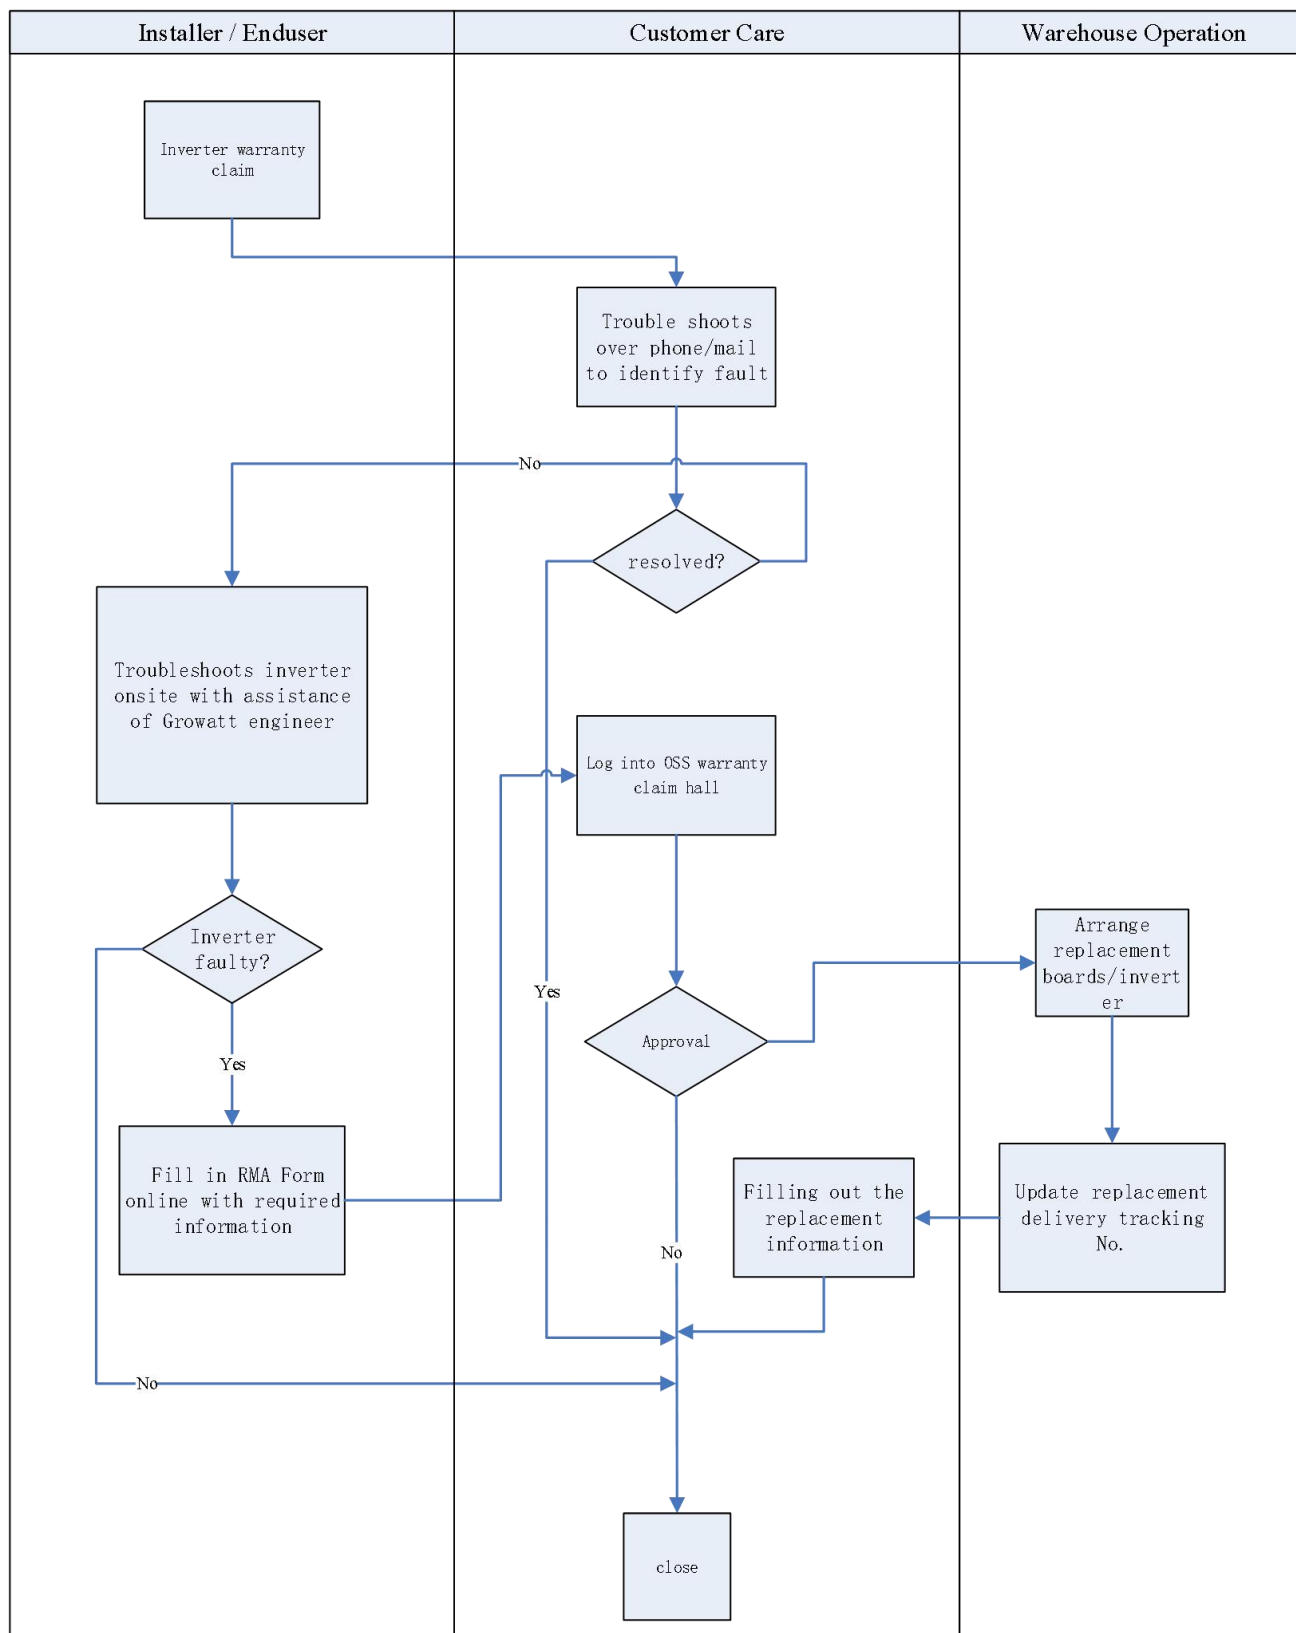 Installer / Enduser
Customer Care
Warehouse Operation
Inverter warranty
claim
Trouble shoots
over phone/mail
to identify fault
No
resolved?
Troubleshoots inverter
onsite with assistance
of Growatt engineer
Log into OSS warranty
claim hall
Inverter
faulty?
Arrange
replacement
boards/invert
er
Yes
Approval
Yes
Fill in RMA Form
online with required
information
Filling out the
replacement
information
Update replacement
delivery tracking
No.
No
No
close